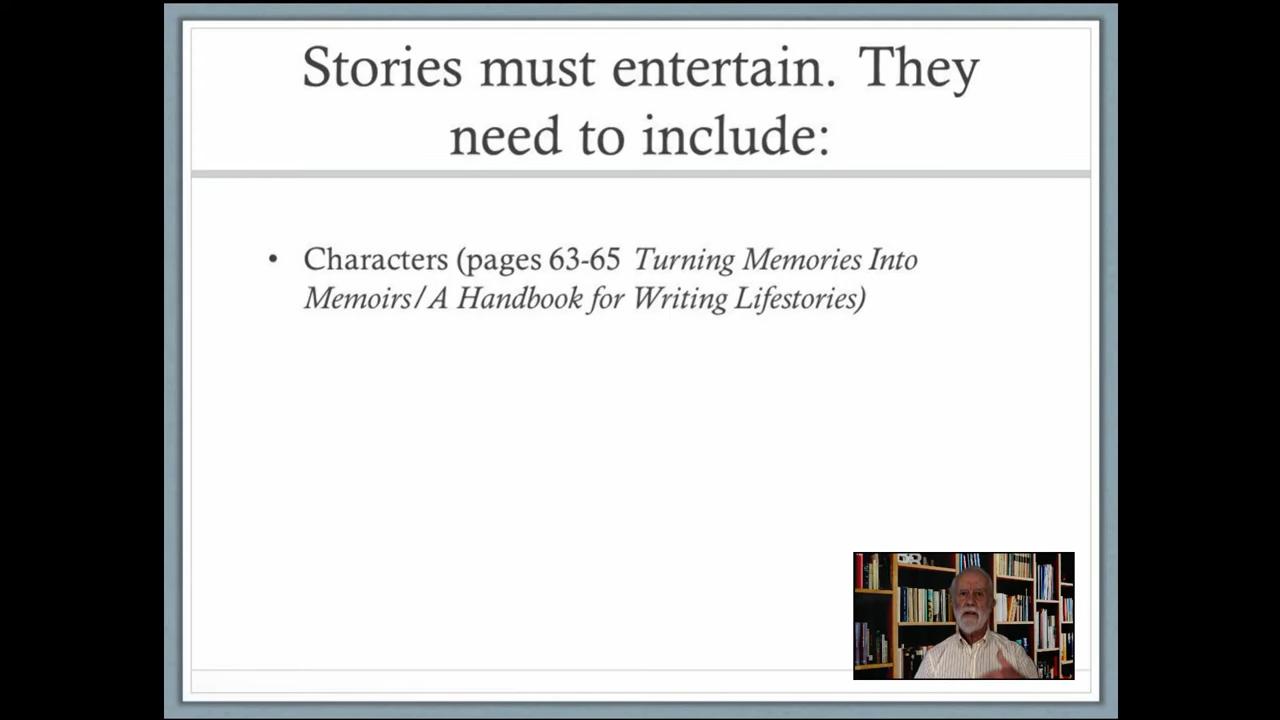 Stories must entertain. They
need to include:
• Characters (pages 63-65 Turning Memories Into
Memoirs/A Handbook for Writing Lifestories)